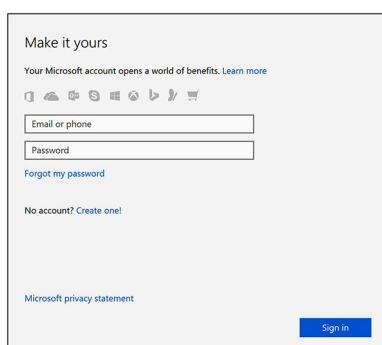 Make it yours
Your Microsoft account opens a world of benefits. Learn more
Email or phone
Password
Forgot my password
No account? Create one!
Microsoft privacy statement
Sign in